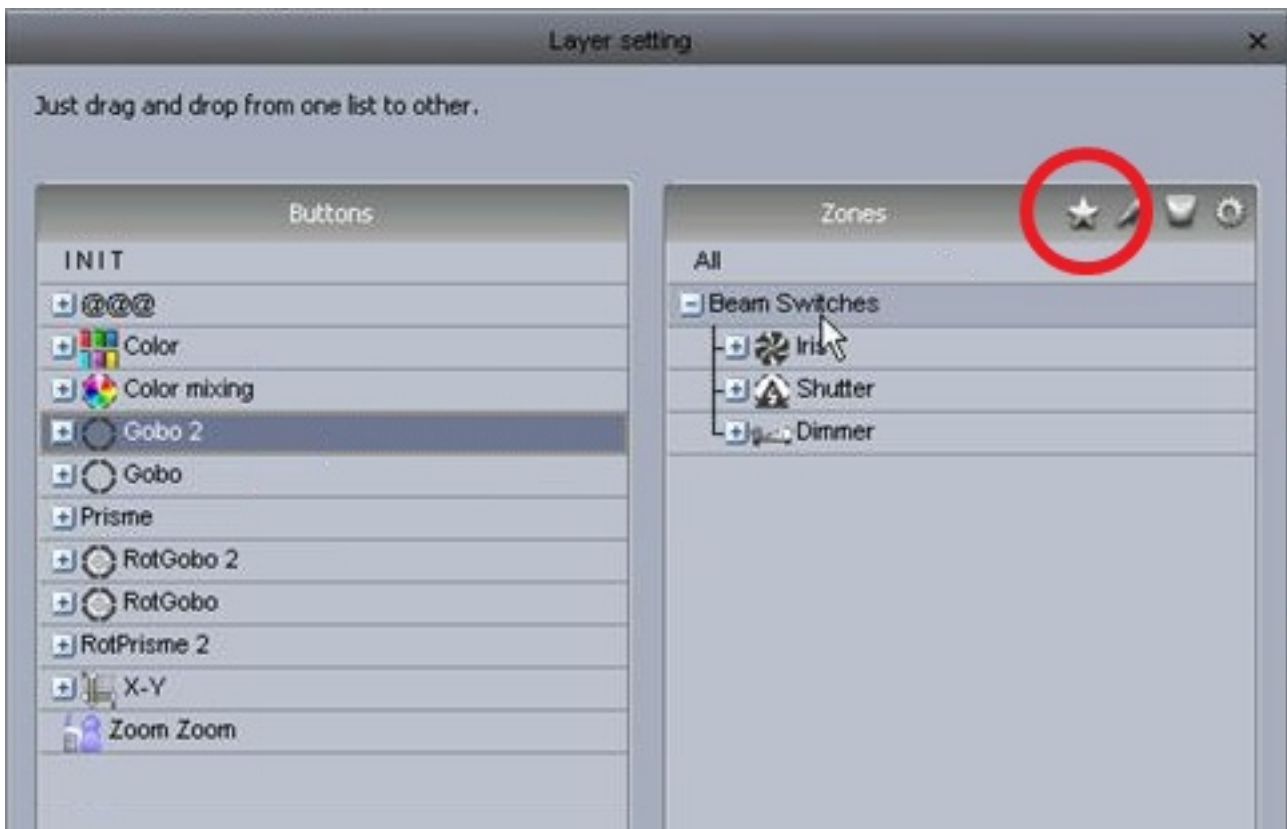 Layer setting
Just drag and drop from one list to other.
Buttons
INIT
@@@
Color
Color mixing
Gobo 2
Gobo
Prisme
RotGobo 2
RotGobo
RotPrisme 2
X-Y
Zoom Zoom
Zones
All
Beam Switches
Iris
Shutter
Dimmer